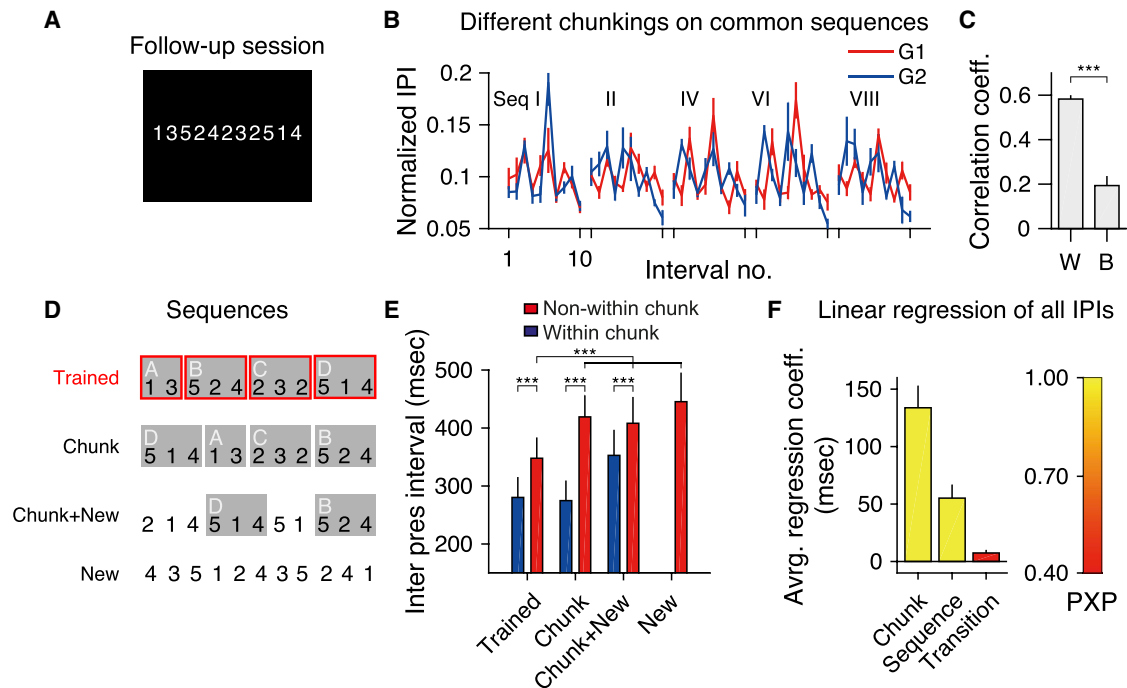 A
Follow-up session
13524232514
B
Different chunkings on common sequences
G1
G2
Normalized IPI
0.2
0.15
0.1
0.05
Seq I
II
IV
VI
VIII
1
10
Interval no.
C
Correlation coeff.
***
0.6
0.4
0.2
0
W
B
D
Sequences
Trained
A
B
C
D
1 3 5 2 4 2 3 2 5 1 4
Chunk
D
A
C
B
5 1 4 1 3 2 3 2 5 2 4
Chunk+New
D
B
2 1 4 5 1 4 5 1 5 2 4
New
4 3 5 1 2 4 3 5 2 4 1
E
Non-within chunk
Within chunk
Inter pres interval (msec)
500
400
300
200
***
***
***
***
Trained
Chunk
Chunk+New
New
F
Linear regression of all IPIs
Avrg. regression coeff.
(msec)
150
100
50
0
Chunk
Sequence
Transition
1.00
0.70
0.40
PXP